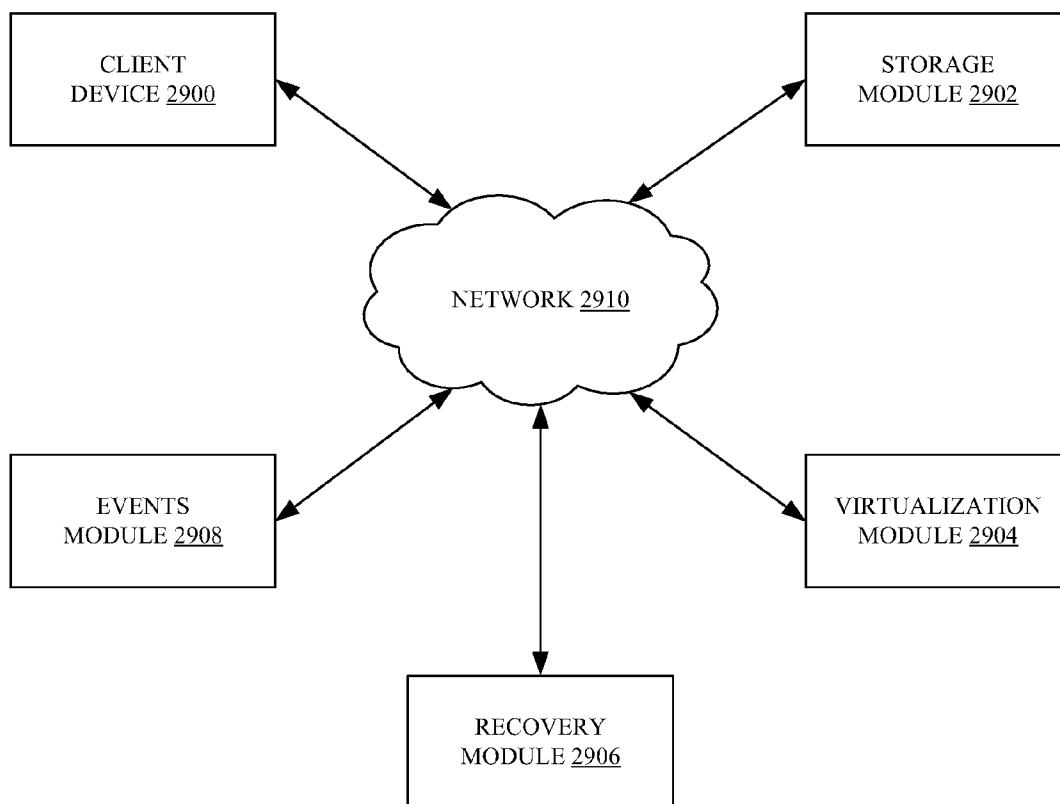 CLIENT
DEVICE 2900
STORAGE
MODULE 2902
NETWORK 2910
EVENTS
MODULE 2908
VIRTUALIZATION
MODULE 2904
RECOVERY
MODULE 2906